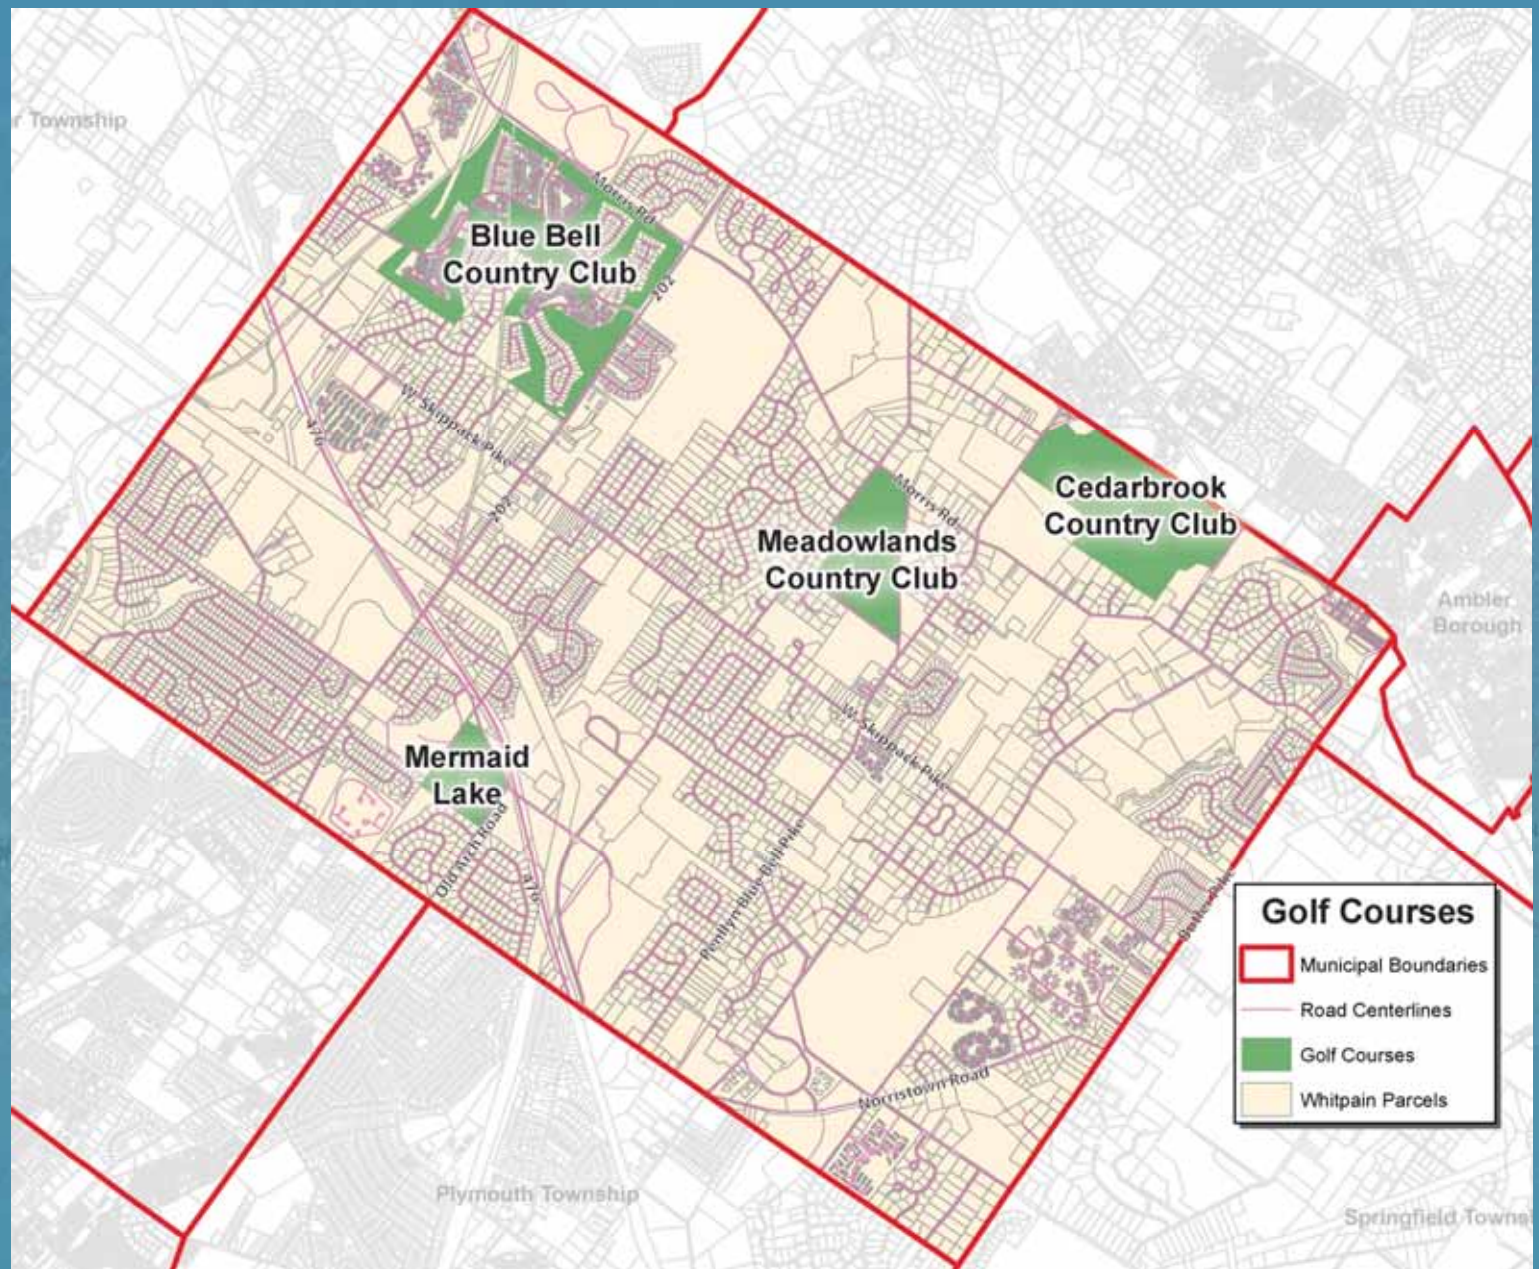 r Township
Blue Bell
Country Club
Morris Rd
202
W. Skippack Pike
476
202
Cedarbrook
Country Club
Morris Rd
Meadowlands
Country Club
Ambler
Borough
W. Skippack Pike
Mermaid
Lake
Old Arch Road
476
Penllyn Blue Bell Pike
Butler Pike
Norristown Road
Plymouth Township
Springfield Towns
Golf Courses
Municipal Boundaries
Road Centerlines
Golf Courses
Whitpain Parcels